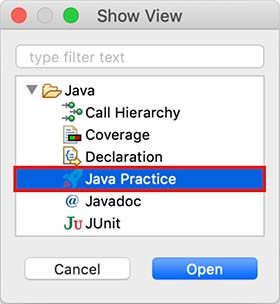 Show View
type filter text
Java
Call Hierarchy
Coverage
Declaration
Java Practice
@ Javadoc
Ju JUnit
Cancel
Open